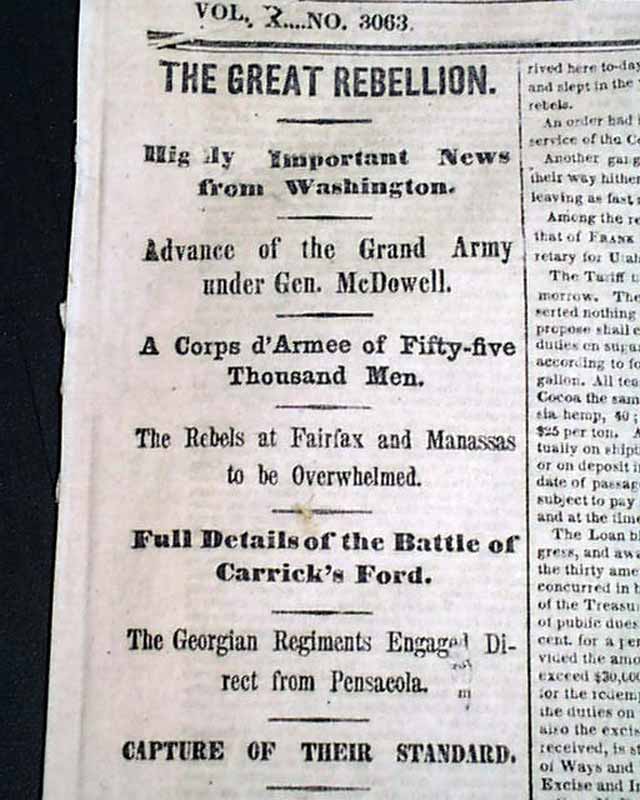 VOL. X....NO. 3063.
THE GREAT REBELLION.
Highly Important News
from Washington.
Advance of the Grand Army
under Gen. McDowell.
A Corps d'Armee of Fifty-five
Thousand Men.
The Rebels at Fairfax and Manassas
to be Overwhelmed.
Full Details of the Battle of
Carrick's Ford.
The Georgian Regiments Engaged Di-
rect from Pensacola.
CAPTURE OF THEIR STANDARD.
rived here to-day
and slept in the
rebels.
An order had
service of the
Another gang
their way hither
leaving as fast
Among the
that of FRANK
retary for Utah
The Tariff
morrow. The
serted nothing
propose shall
duties on sugar
according to
gallon. All
Cocoa the same
sia hemp, 40;
$25 per ton.
tually on
or on deposit
date of passage
subject to pay
and at the time
The Loan
gress, and
the thirty
concurred in
of the
of public dues
cent. for a
vided the
exceed
for the
the duties on
also the
received, is
of Ways and
Excise and